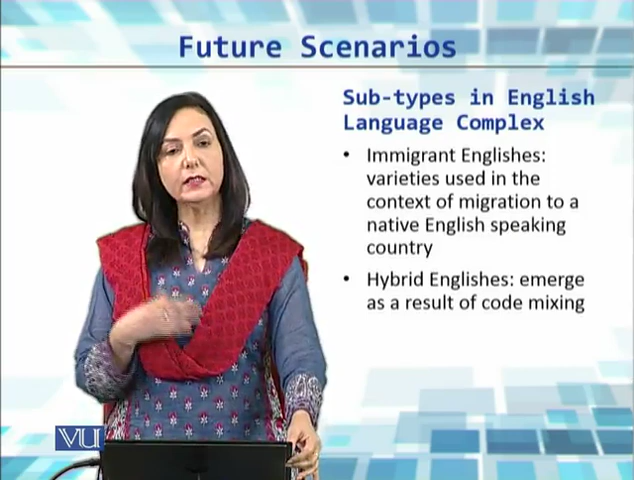 Future Scenarios
Sub-types in English
Language Complex
• Immigrant Englishes:
varieties used in the
context of migration to a
native English speaking
country
• Hybrid Englishes: emerge
as a result of code mixing
VU